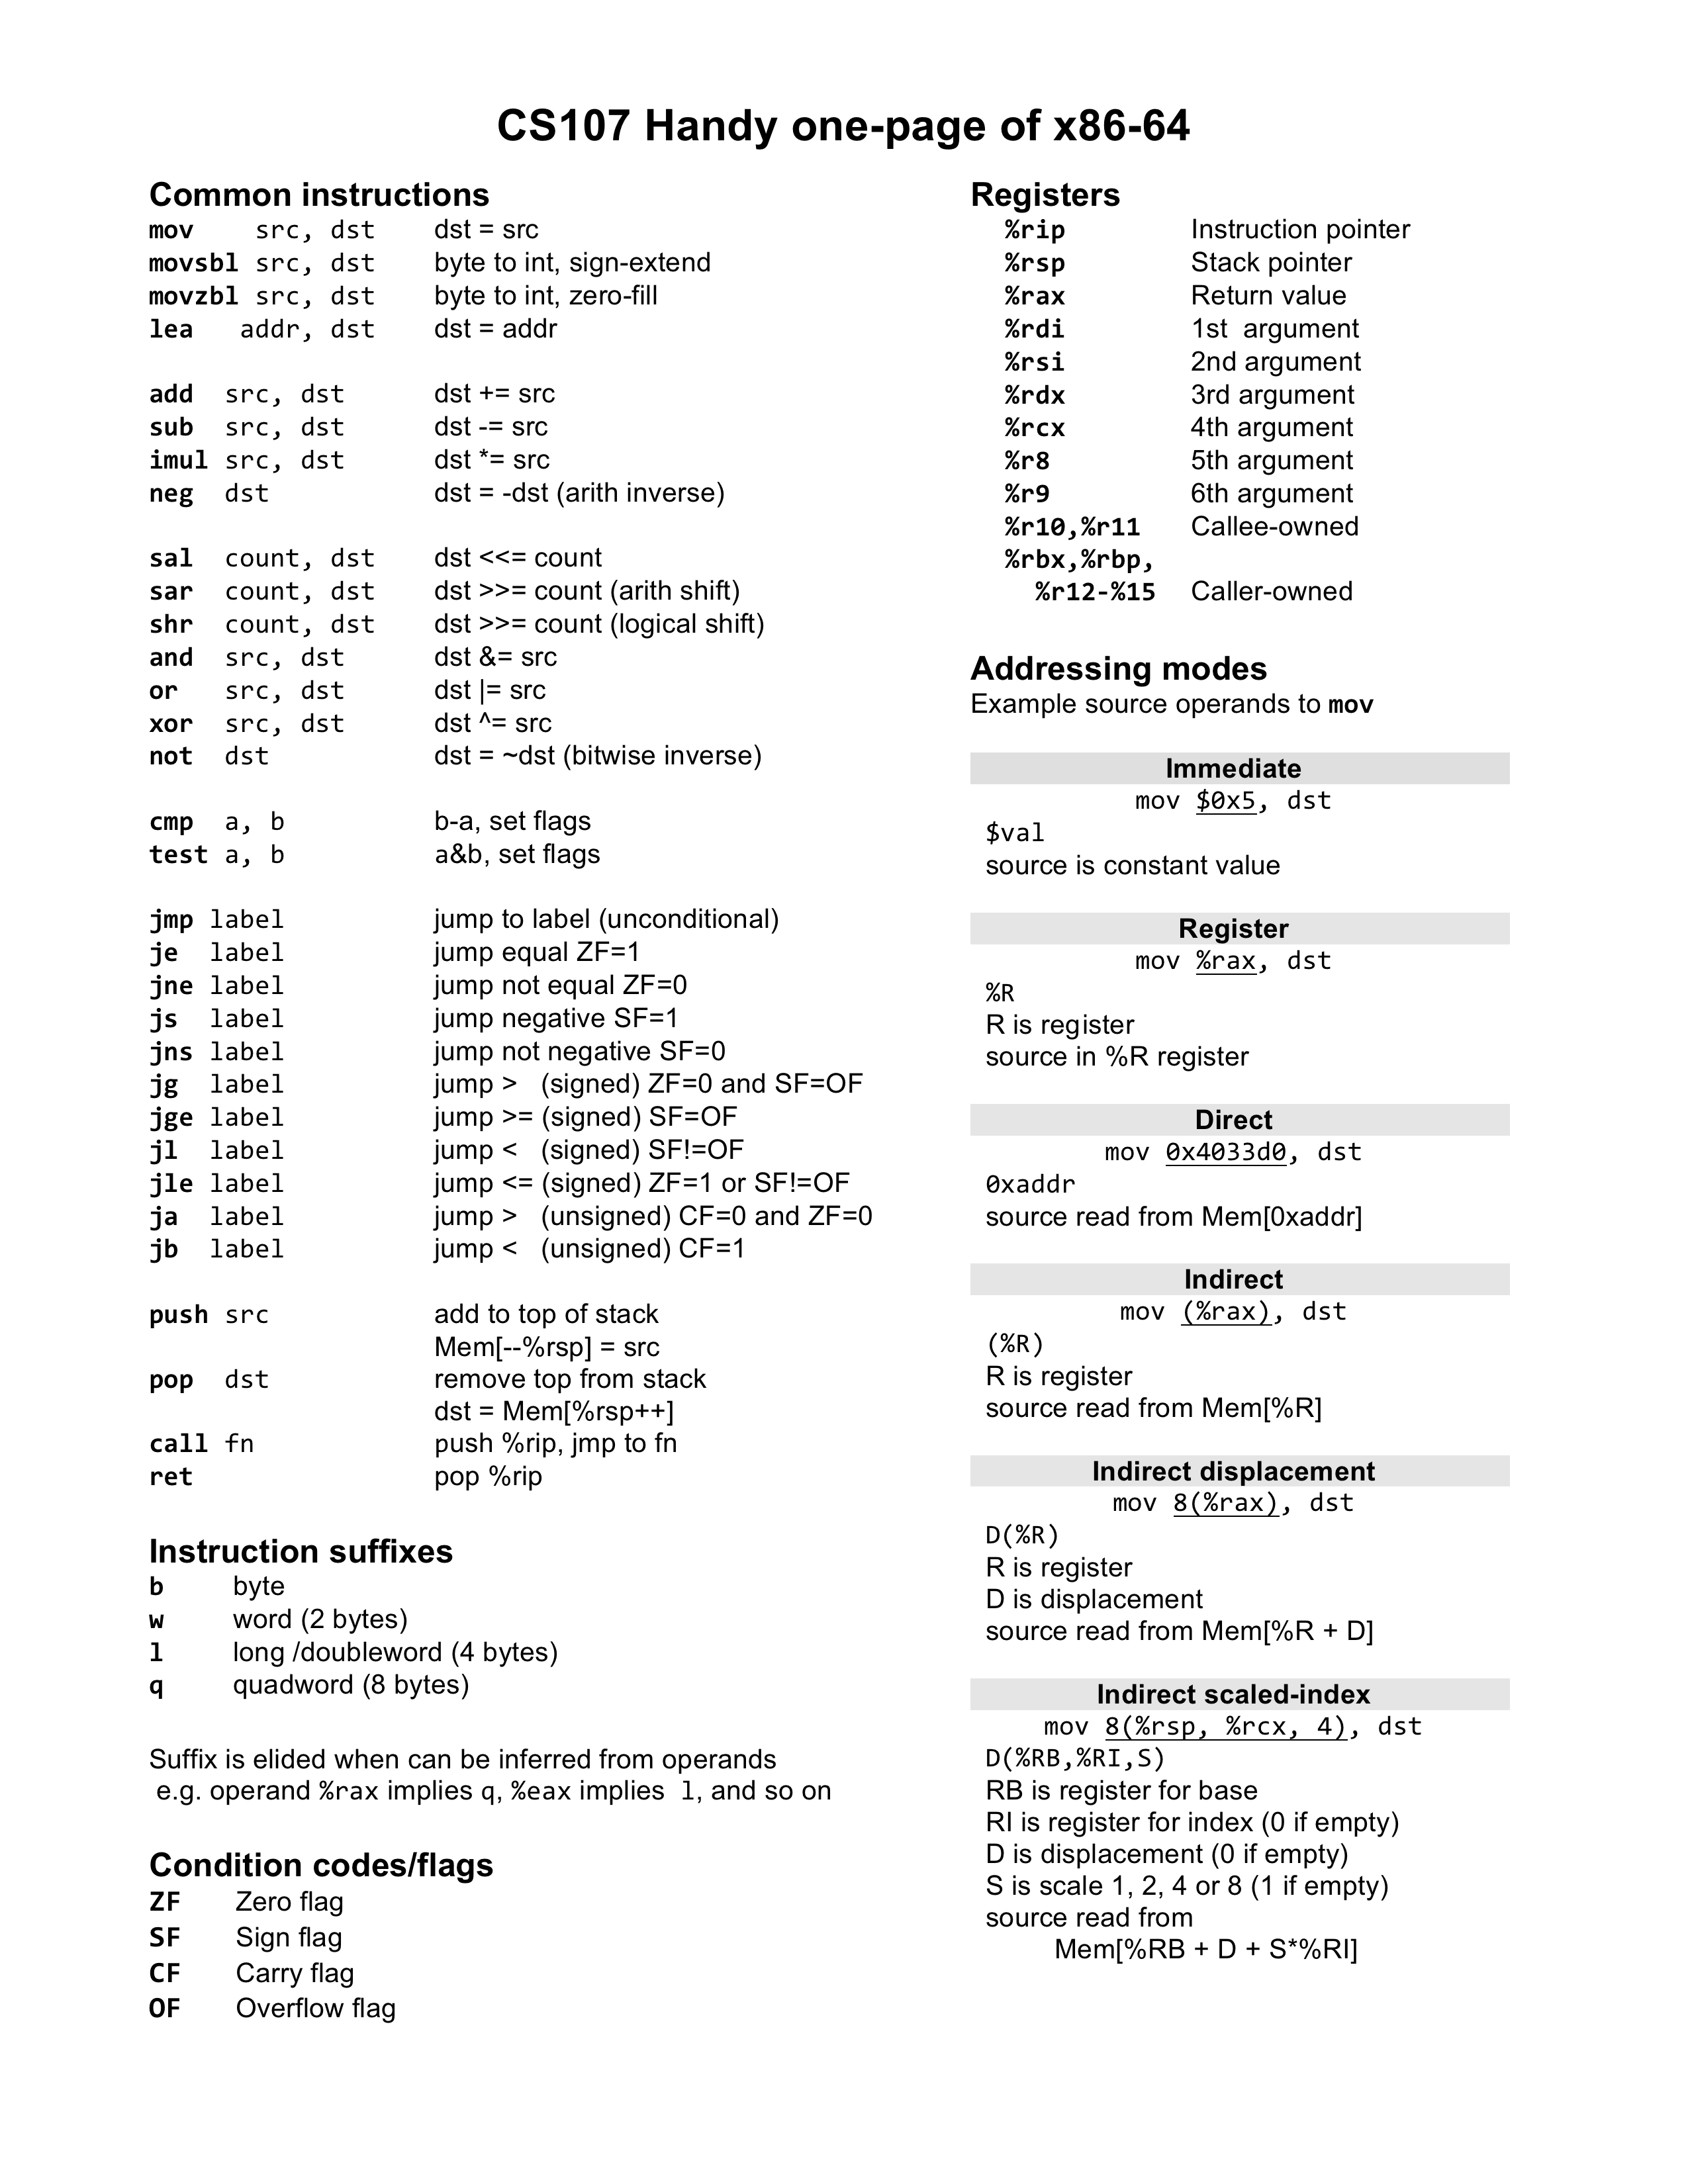 CS107 Handy one-page of x86-64
Common instructions
mov    src, dst    dst = src
movsbl src, dst    byte to int, sign-extend
movzbl src, dst    byte to int, zero-fill
lea   addr, dst    dst = addr
add  src, dst    dst += src
sub  src, dst    dst -= src
imul src, dst    dst *= src
neg  dst    dst = -dst (arith inverse)
sal  count, dst    dst <<= count
sar  count, dst    dst >>= count (arith shift)
shr  count, dst    dst >>= count (logical shift)
and  src, dst    dst &= src
or   src, dst    dst |= src
xor  src, dst    dst ^= src
not  dst    dst = ~dst (bitwise inverse)
cmp  a, b    b-a, set flags
test a, b    a&b, set flags
jmp label    jump to label (unconditional)
je  label    jump equal ZF=1
jne label    jump not equal ZF=0
js  label    jump negative SF=1
jns label    jump not negative SF=0
jg  label    jump >   (signed) ZF=0 and SF=OF
jge label    jump >= (signed) SF=OF
jl  label    jump <   (signed) SF!=OF
jle label    jump <= (signed) ZF=1 or SF!=OF
ja  label    jump >   (unsigned) CF=0 and ZF=0
jb  label    jump <   (unsigned) CF=1
push src    add to top of stack
Mem[--%rsp] = src
pop  dst    remove top from stack
dst = Mem[%rsp++]
call fn    push %rip, jmp to fn
ret    pop %rip
Instruction suffixes
b    byte
w    word (2 bytes)
l    long /doubleword (4 bytes)
q    quadword (8 bytes)
Suffix is elided when can be inferred from operands
e.g. operand %rax implies q, %eax implies l, and so on
Condition codes/flags
ZF    Zero flag
SF    Sign flag
CF    Carry flag
OF    Overflow flag
Registers
%rip    Instruction pointer
%rsp    Stack pointer
%rax    Return value
%rdi    1st  argument
%rsi    2nd argument
%rdx    3rd argument
%rcx    4th argument
%r8    5th argument
%r9    6th argument
%r10,%r11    Callee-owned
%rbx,%rbp,
%r12-%15    Caller-owned
Addressing modes
Example source operands to mov
Immediate
mov $0x5, dst
$val
source is constant value
Register
mov %rax, dst
%R
R is register
source in %R register
Direct
mov 0x4033d0, dst
0xaddr
source read from Mem[0xaddr]
Indirect
mov (%rax), dst
(%R)
R is register
source read from Mem[%R]
Indirect displacement
mov 8(%rax), dst
D(%R)
R is register
D is displacement
source read from Mem[%R + D]
Indirect scaled-index
mov 8(%rsp, %rcx, 4), dst
D(%RB,%RI,S)
RB is register for base
RI is register for index (0 if empty)
D is displacement (0 if empty)
S is scale 1, 2, 4 or 8 (1 if empty)
source read from
Mem[%RB + D + S*%RI]